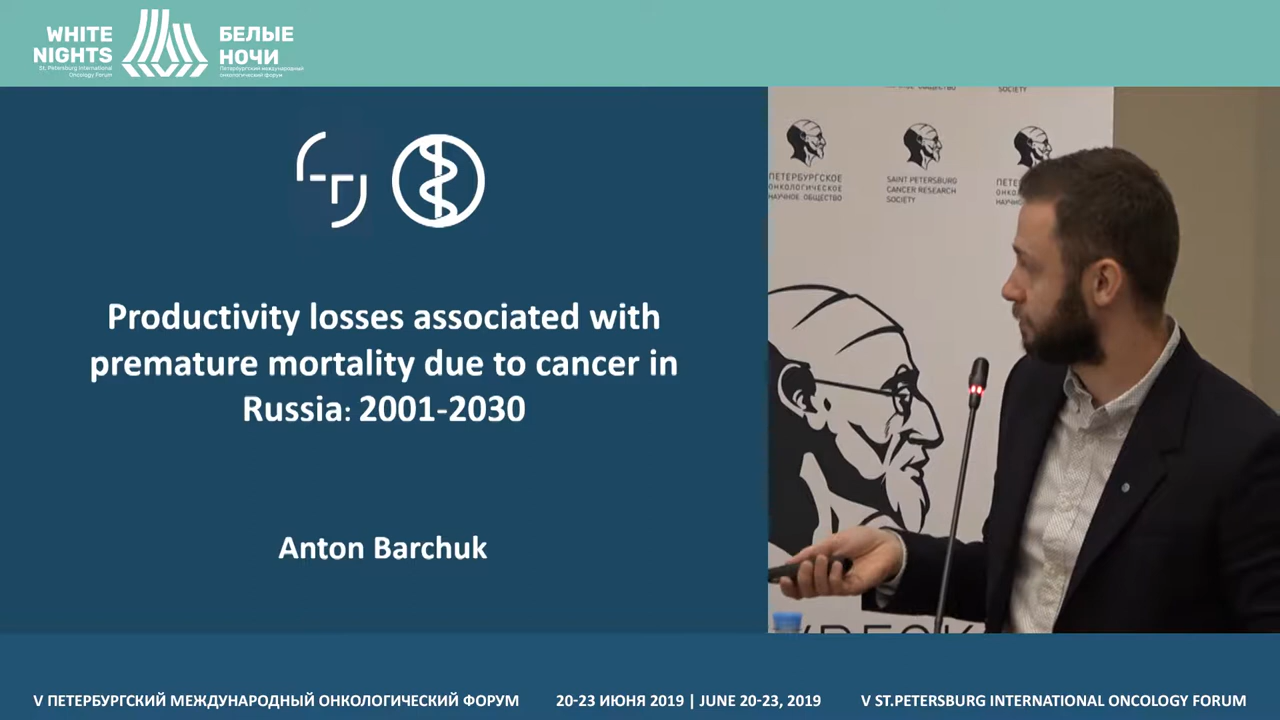 WHITE
NIGHTS
St. Petersburg International
Oncology Forum
БЕЛЫЕ
НОЧИ
Петербургский международный
онкологический форум
Productivity losses associated with
premature mortality due to cancer in
Russia: 2001-2030
Anton Barchuk
SOCIETY
ПЕТЕРБУРГСКОЕ
ОНКОЛОГИЧЕСКОЕ
НАУЧНОЕ ОБЩЕСТВО
SAINT PETERSBURG
CANCER RESEARCH
SOCIETY
V ПЕТЕРБУРГСКИЙ МЕЖДУНАРОДНЫЙ ОНКОЛОГИЧЕСКИЙ ФОРУМ
20-23 ИЮНЯ 2019 | JUNE 20-23, 2019
V ST.PETERSBURG INTERNATIONAL ONCOLOGY FORUM